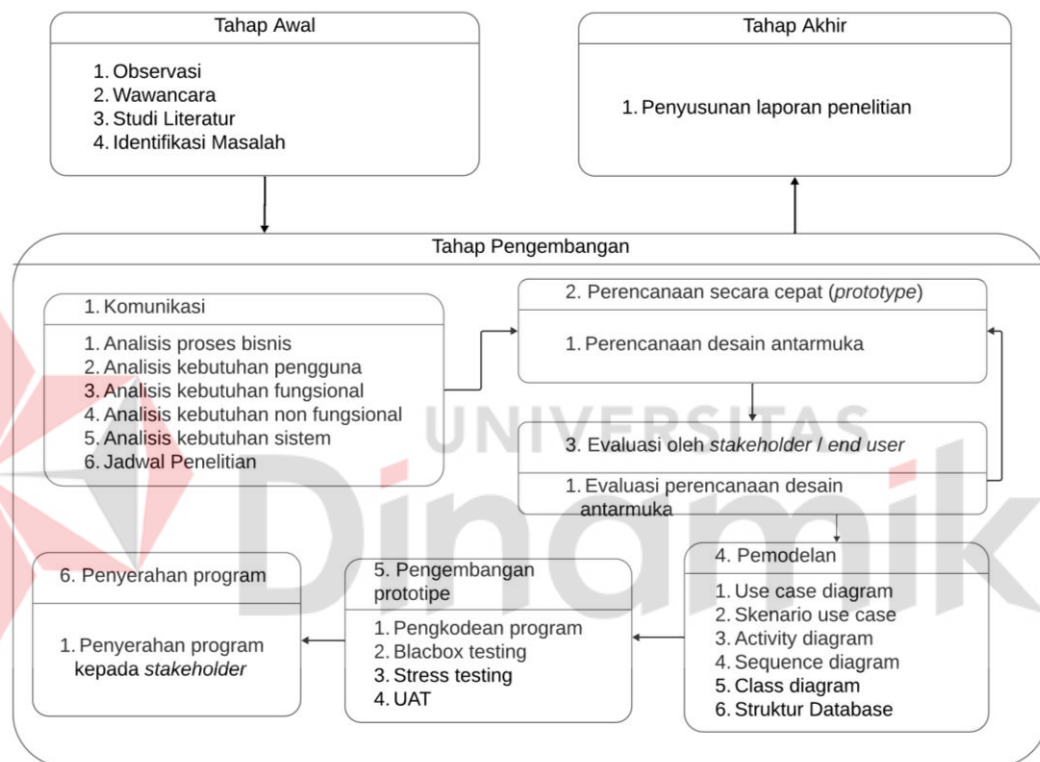 Tahap Awal
1. Observasi
2. Wawancara
3. Studi Literatur
4. Identifikasi Masalah
Tahap Akhir
1. Penyusunan laporan penelitian
Tahap Pengembangan
1. Komunikasi
1. Analisis proses bisnis
2. Analisis kebutuhan pengguna
3. Analisis kebutuhan fungsional
4. Analisis kebutuhan non fungsional
5. Analisis kebutuhan sistem
6. Jadwal Penelitian
2. Perencanaan secara cepat (prototype)
1. Perencanaan desain antarmuka
3. Evaluasi oleh stakeholder / end user
1. Evaluasi perencanaan desain
antarmuka
4. Pemodelan
1. Use case diagram
2. Skenario use case
3. Activity diagram
4. Sequence diagram
5. Class diagram
6. Struktur Database
5. Pengembangan
prototipe
1. Pengkodean program
2. Blacbox testing
3. Stress testing
4. UAT
6. Penyerahan program
1. Penyerahan program
kepada stakeholder
UNIVERSITAS
Dinamik